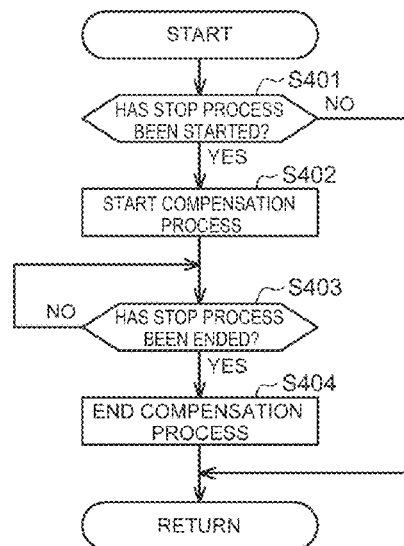 START
S401
HAS STOP PROCESS
BEEN STARTED?
NO
YES
S402
START COMPENSATION
PROCESS
S403
HAS STOP PROCESS
BEEN ENDED?
NO
YES
S404
END COMPENSATION
PROCESS
RETURN